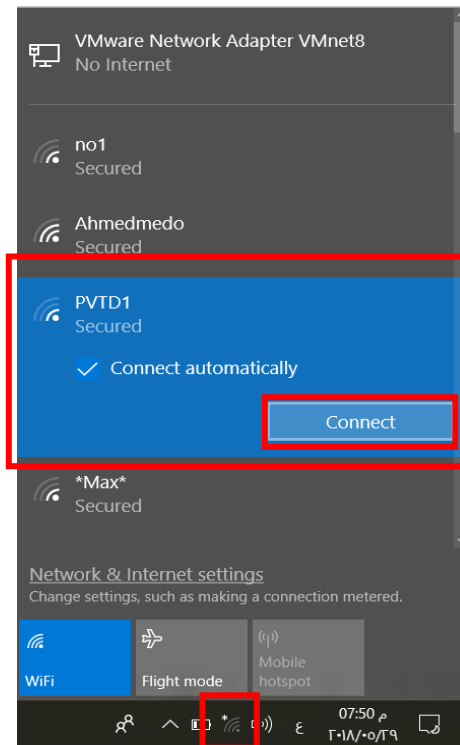 VMware Network Adapter VMnet8
No Internet
no1
Secured
Ahmedmedo
Secured
PVTD1
Secured
Connect automatically
Connect
*Max*
Secured
Network & Internet settings
Change settings, such as making a connection metered.
WiFi
Flight mode
Mobile
hotspot
ع
07:50 م
٢٠١٨/٠٥/٢٩